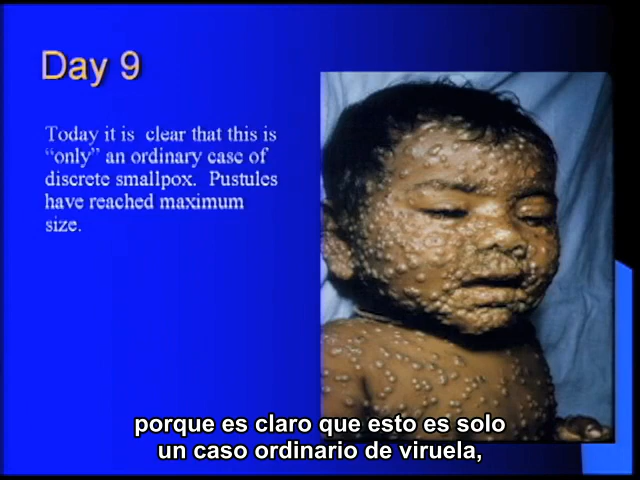 Day 9
Today it is clear that this is
“only” an ordinary case of
discrete smallpox. Pustules
have reached maximum
size.
porque es claro que esto es solo
un caso ordinario de viruela,